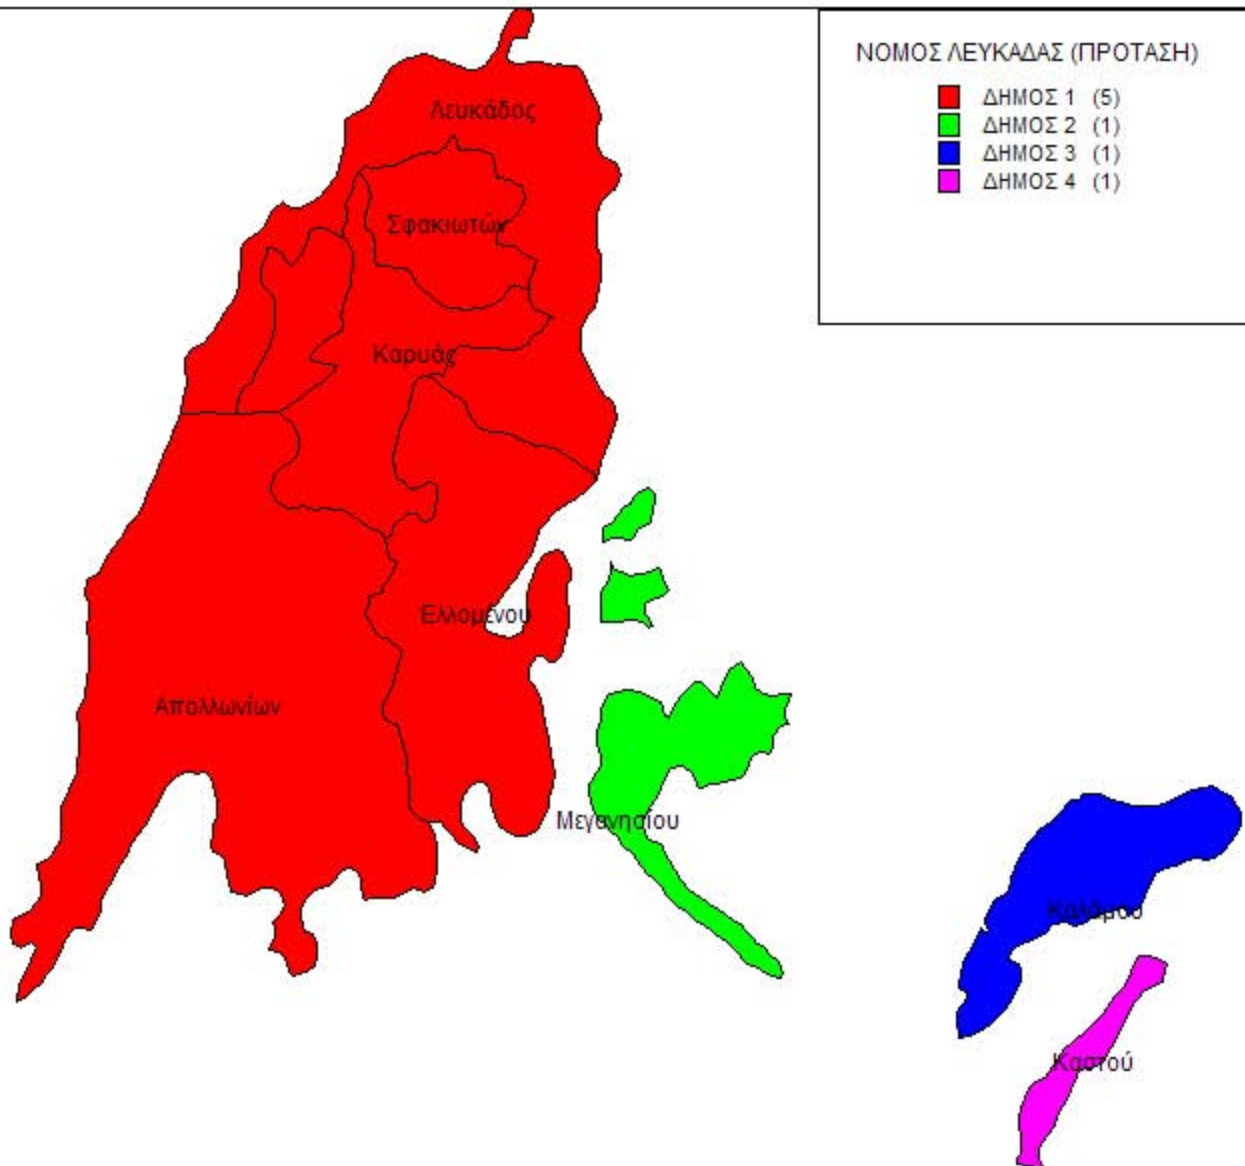 ΝΟΜΟΣ ΛΕΥΚΑΔΑΣ (ΠΡΟΤΑΣΗ)
ΔΗΜΟΣ 1 (5)
ΔΗΜΟΣ 2 (1)
ΔΗΜΟΣ 3 (1)
ΔΗΜΟΣ 4 (1)
Λευκάδος
Σφακιωτών
Καρυάς
Ελλομένου
Απολλωνίων
Μεγανησίου
Καλάμου
Καστού